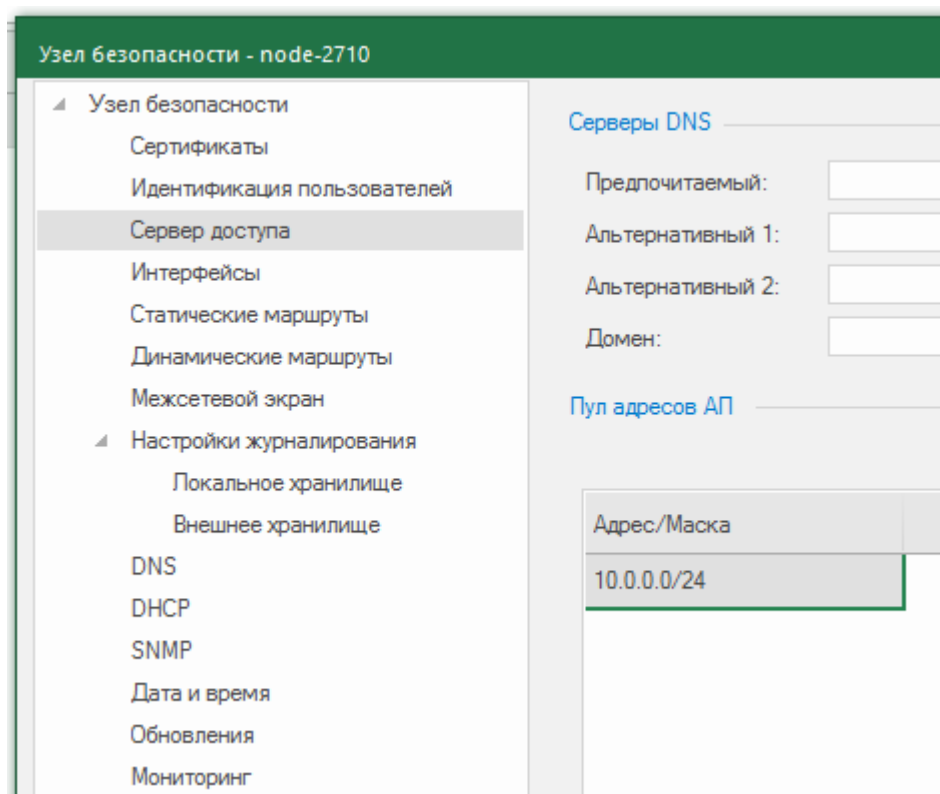 Узел безопасности - node-2710
Узел безопасности
Сертификаты
Идентификация пользователей
Сервер доступа
Интерфейсы
Статические маршруты
Динамические маршруты
Межсетевой экран
Настройки журналирования
Локальное хранилище
Внешнее хранилище
DNS
DHCP
SNMP
Дата и время
Обновления
Мониторинг
Серверы DNS
Предпочитаемый:
Альтернативный 1:
Альтернативный 2:
Домен:
Пул адресов АП
Адрес/Маска
10.0.0.0/24